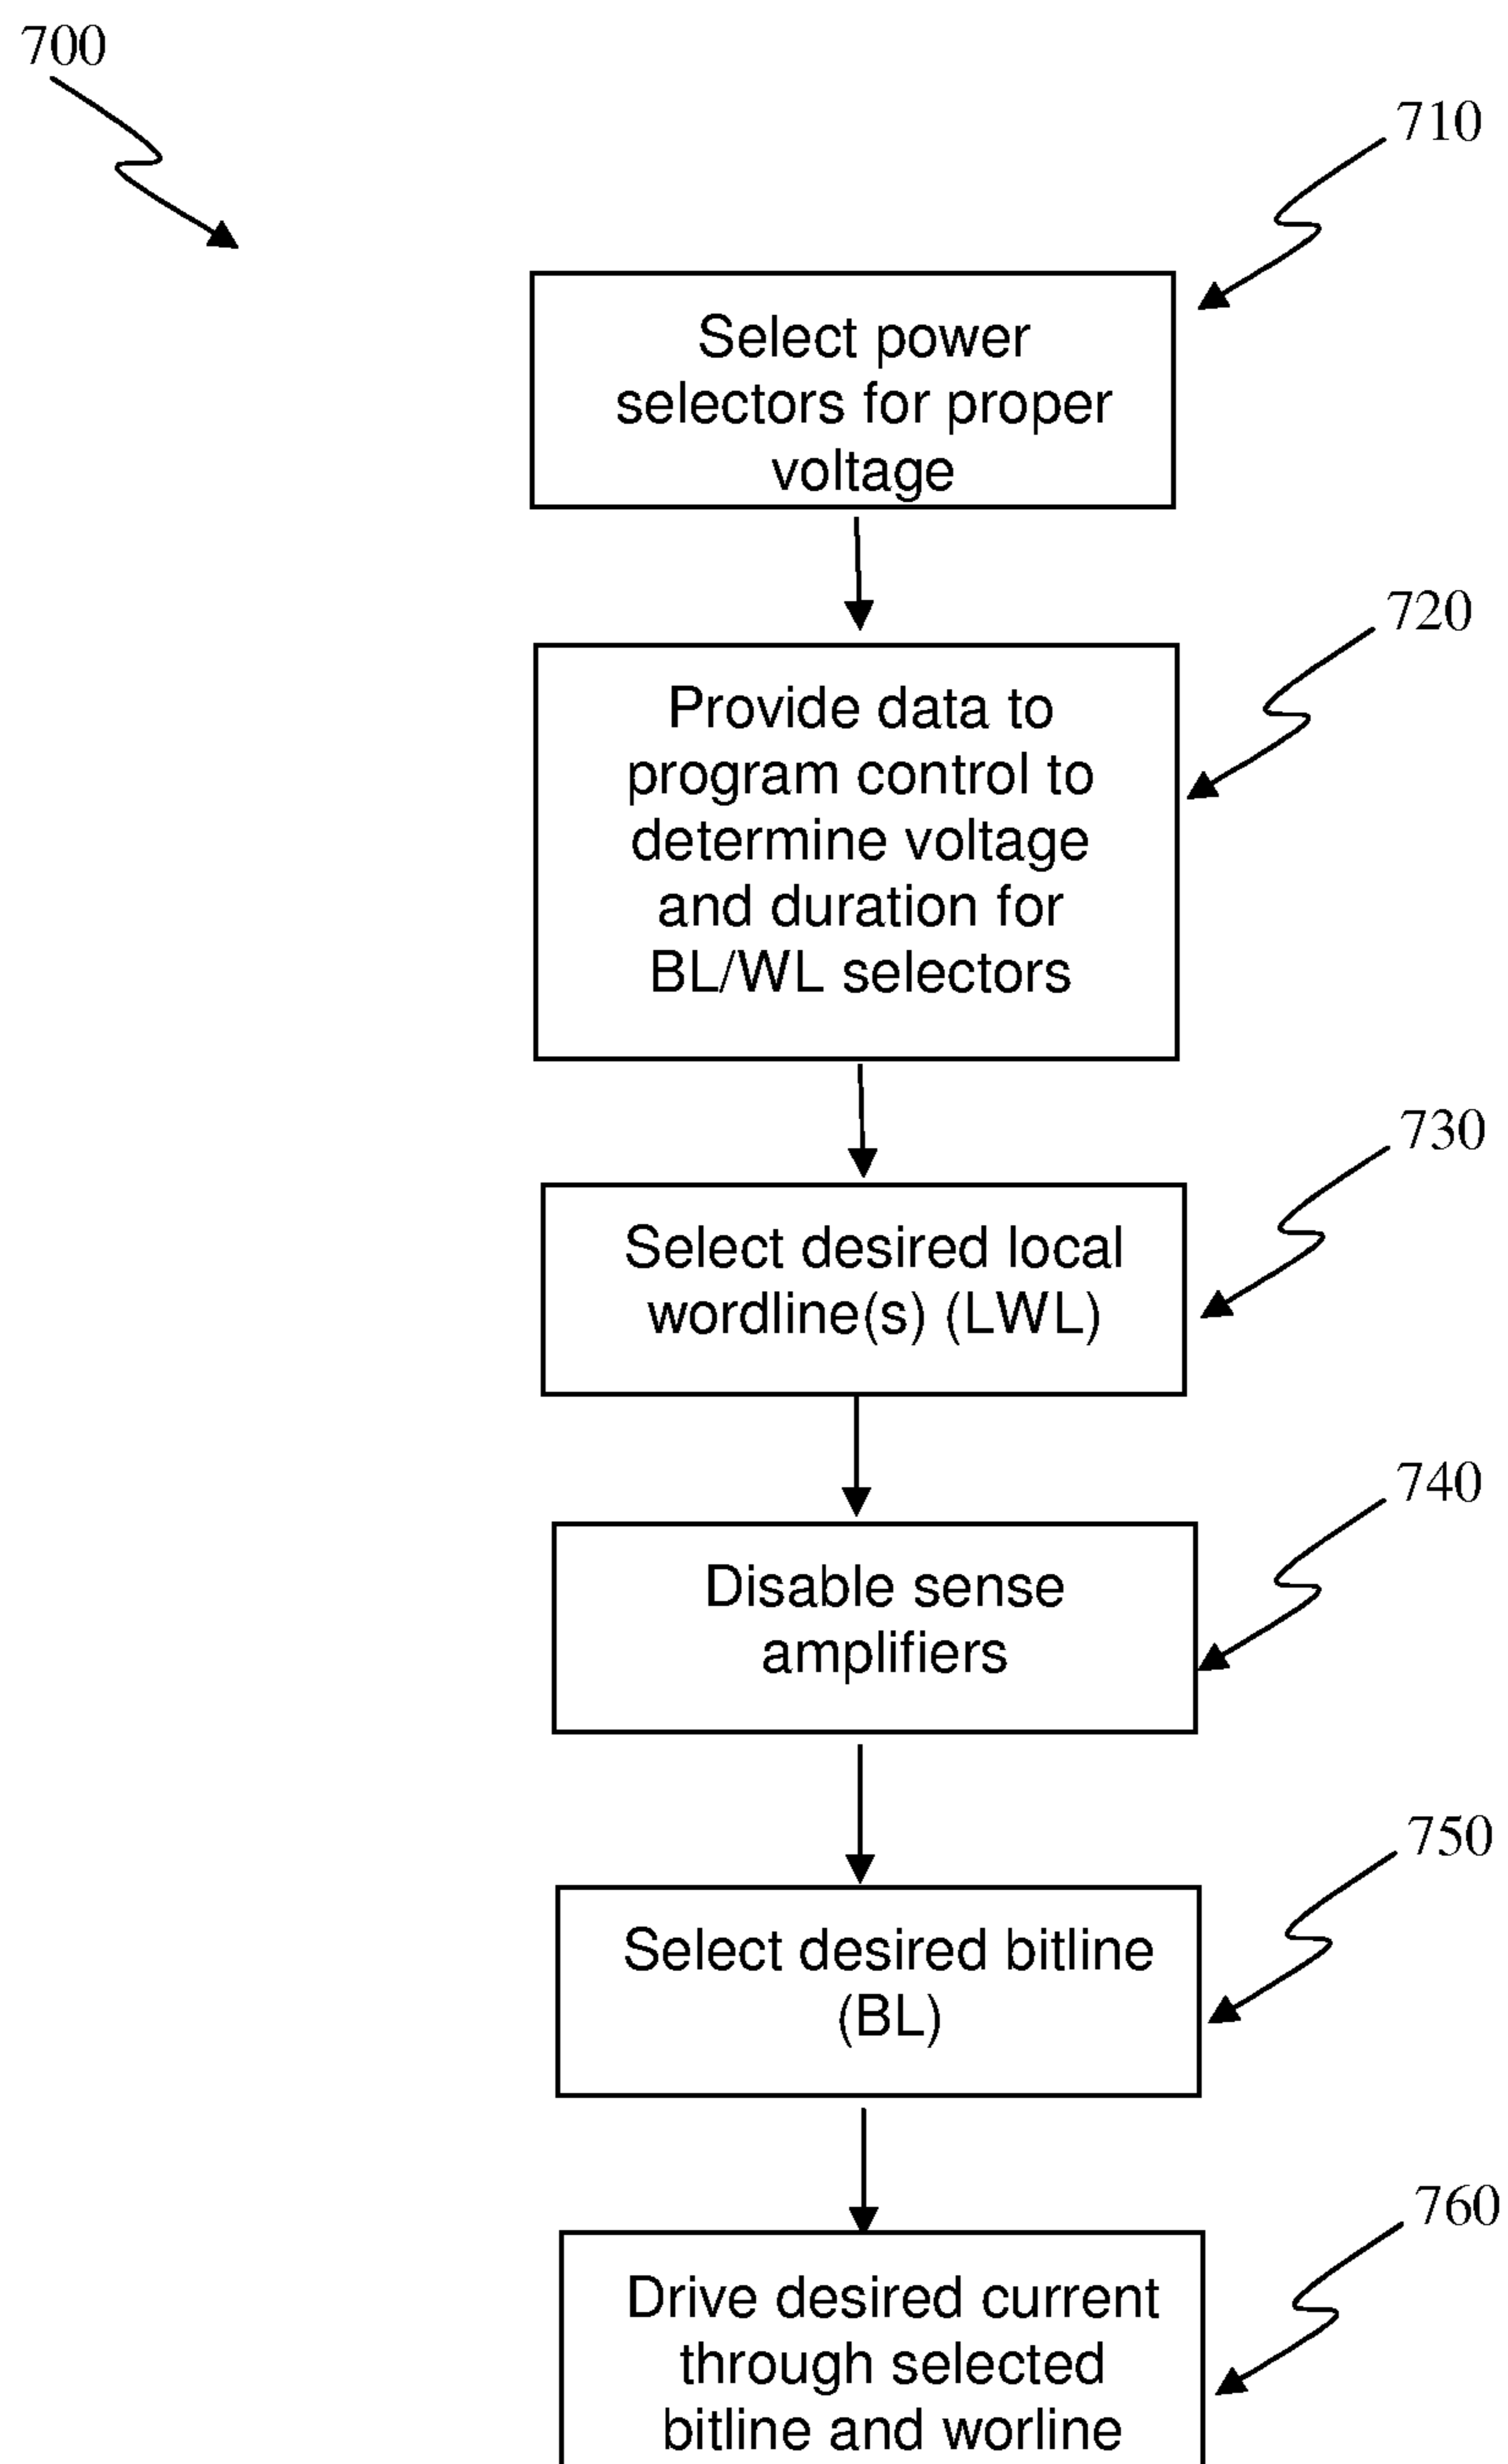 700
710
Select power
selectors for proper
voltage
720
Provide data to
program control to
determine voltage
and duration for
BL/WL selectors
730
Select desired local
wordline(s) (LWL)
740
Disable sense
amplifiers
750
Select desired bitline
(BL)
760
Drive desired current
through selected
bitline and worline